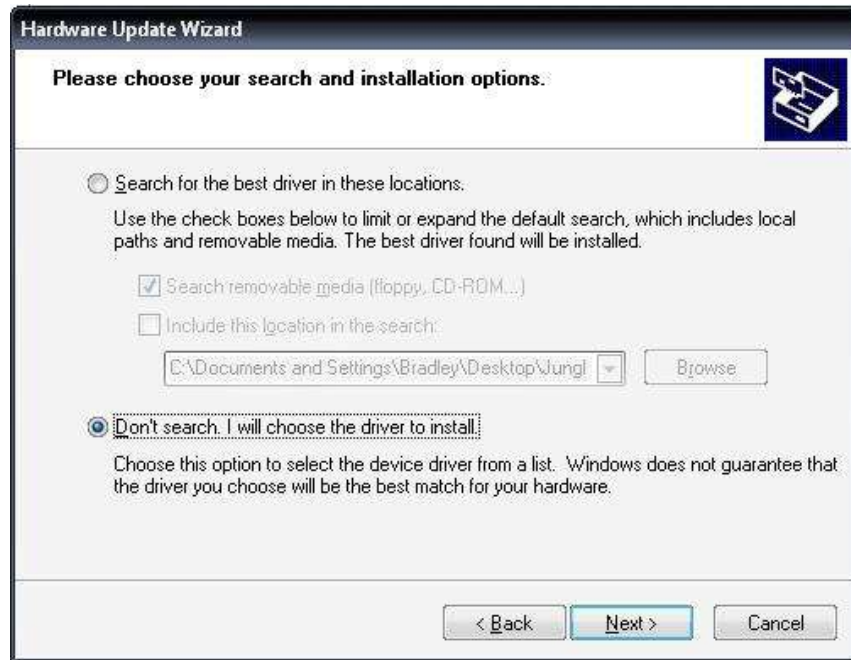 Hardware Update Wizard
Please choose your search and installation options.
Search for the best driver in these locations.
Use the check boxes below to limit or expand the default search, which includes local
paths and removable media. The best driver found will be installed.
Search removable media (floppy, CD-ROM...)
Include this location in the search:
C:\Documents and Settings\Bradley\Desktop\Jungl
Browse
Don't search. I will choose the driver to install.
Choose this option to select the device driver from a list. Windows does not guarantee that
the driver you choose will be the best match for your hardware.
< Back Next > Cancel